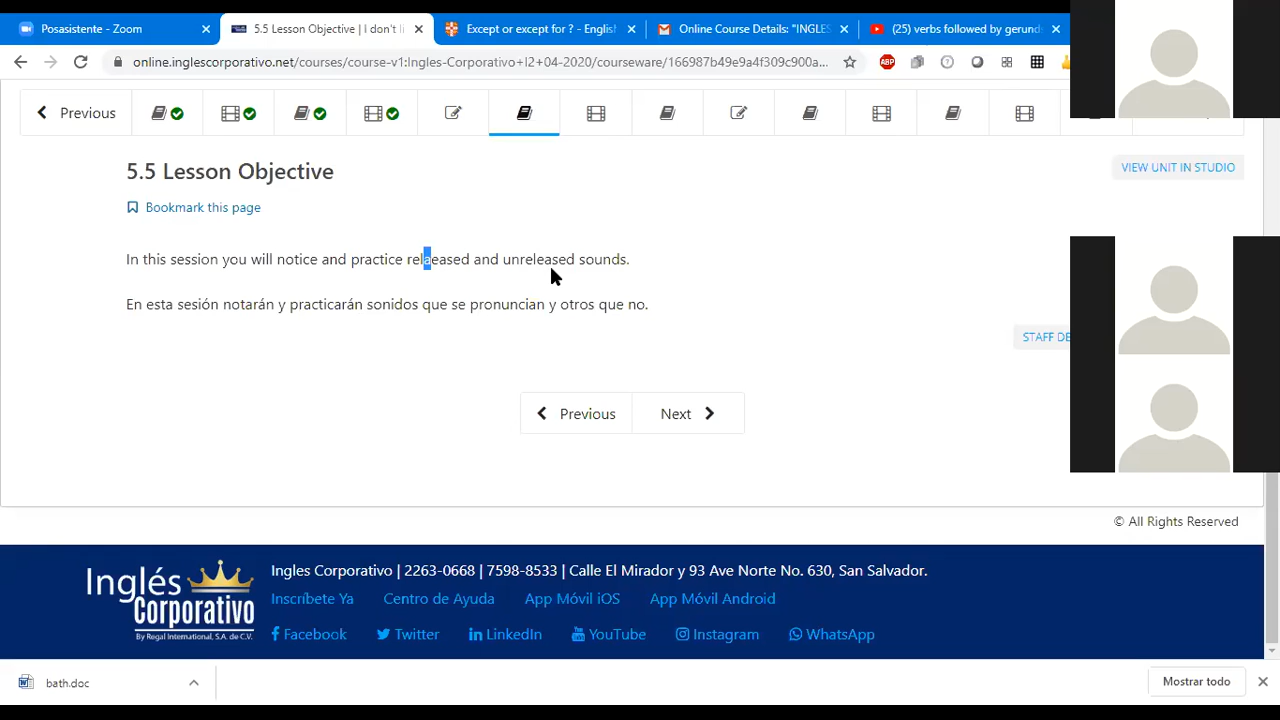 Posasistente - Zoom
5.5 Lesson Objective | I don't li
Except or except for ? - Englis
Online Course Details: "INGLES
(25) verbs followed by gerund
online.inglescorporativo.net/courses/course-v1:Ingles-Corporativo+I2+04-2020/courseware/166987b49e9a4f309c900a...
ABP
Previous
5.5 Lesson Objective
VIEW UNIT IN STUDIO
Bookmark this page
In this session you will notice and practice relaeased and unreleased sounds.
En esta sesión notarán y practicarán sonidos que se pronuncian y otros que no.
STAFF DE
Previous
Next
© All Rights Reserved
Inglés
Corporativo
By Regal International, S.A. de C.V.
Ingles Corporativo | 2263-0668 | 7598-8533 | Calle El Mirador y 93 Ave Norte No. 630, San Salvador.
Inscríbete Ya Centro de Ayuda App Móvil iOS App Móvil Android
Facebook Twitter LinkedIn YouTube Instagram WhatsApp
bath.doc
Mostrar todo